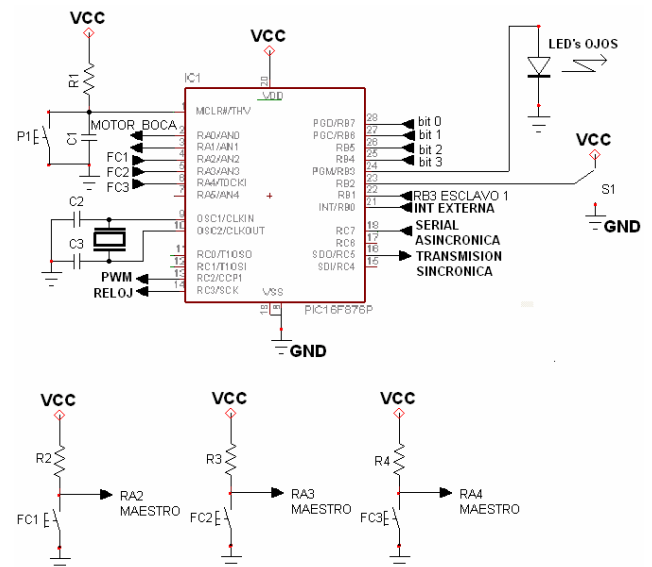 VCC
VCC
LED's OJOS
IC1
R1
20
VDD
1
MCLR#/THV
P1
C1
MOTOR BOCA
2
RA0/AN0
3
RA1/AN1
FC1
4
RA2/AN2
FC2
5
RA3/AN3
FC3
6
RA4/T0CKI
7
RA5/AN4
PGD/RB7
28
bit 0
PGC/RB6
27
bit 1
RB5
26
bit 2
RB4
25
bit 3
PGM/RB3
24
RB2
23
RB1
22
RB3 ESCLAVO 1
INT/RB0
21
INT EXTERNA
VCC
S1
GND
C2
C3
9
OSC1/CLKIN
10
OSC2/CLKOUT
11
RC0/T1OSO
12
RC1/T1OSI
PWM
13
RC2/CCP1
RELOJ
14
RC3/SCK
RC7
18
SERIAL
ASINCRONICA
RC6
17
SDO/RC5
16
TRANSMISION
SINCRONICA
SDI/RC4
15
VSS
19
8
PIC16F876P
GND
VCC
R2
RA2
MAESTRO
FC1
VCC
R3
RA3
MAESTRO
FC2
VCC
R4
RA4
MAESTRO
FC3